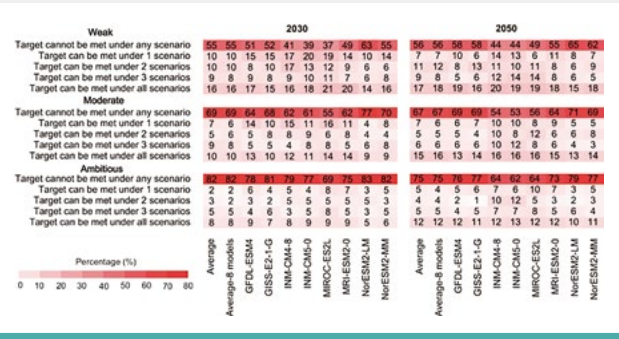 2030 2050
Weak
Target cannot be met under any scenario 55 55 51 52 41 39 37 49 63 55 56 56 58 58 44 44 49 55 65 62
Target can be met under 1 scenario 10 10 15 15 17 20 19 14 10 14 7 7 10 6 14 13 6 11 8 7
Target can be met under 2 scenarios 10 10 8 10 17 13 12 9 6 6 11 12 8 13 11 10 11 8 6 9
Target can be met under 3 scenarios 9 8 9 8 9 10 11 7 6 8 9 8 5 6 12 14 14 8 6 5
Target can be met under all scenarios 16 16 17 15 16 18 21 20 14 16 17 18 19 16 20 19 19 18 15 18
Moderate
Target cannot be met under any scenario 69 69 64 68 62 61 55 62 77 70 67 67 69 69 54 53 56 64 71 69
Target can be met under 1 scenario 7 6 14 10 15 11 16 11 4 8 7 6 6 7 10 10 8 9 5 5
Target can be met under 2 scenarios 5 6 5 8 8 9 6 8 4 4 5 5 5 4 10 8 12 6 6 8
Target can be met under 3 scenarios 9 8 5 5 4 8 8 5 6 9 6 6 6 6 10 12 8 6 4 3
Target can be met under all scenarios 10 10 13 10 12 11 14 14 9 9 15 16 13 14 16 16 16 15 13 14
Ambitious
Target cannot be met under any scenario 82 82 78 81 79 77 69 75 83 82 75 75 76 77 64 62 64 73 79 77
Target can be met under 1 scenario 2 2 6 4 5 4 8 7 3 5 5 4 5 6 7 6 10 7 3 5
Target can be met under 2 scenarios 3 2 3 2 5 5 5 5 5 3 4 4 2 1 10 12 5 3 2 3
Target can be met under 3 scenarios 5 5 4 6 3 5 8 5 3 5 5 5 4 5 7 7 8 5 6 4
Target can be met under all scenarios 8 8 9 7 8 9 9 9 5 6 12 12 12 11 12 13 12 12 10 11
Average Average-8 models GFDL-ESM4 GISS-E2-1-G INM-CM4-8 INM-CM5-0 MIROC-ES2L MRI-ESM2-0 NorESM2-LM NorESM2-MM Average Average-8 models GFDL-ESM4 GISS-E2-1-G INM-CM4-8 INM-CM5-0 MIROC-ES2L MRI-ESM2-0 NorESM2-LM NorESM2-MM
Percentage (%)
0 10 20 30 40 50 60 70 80